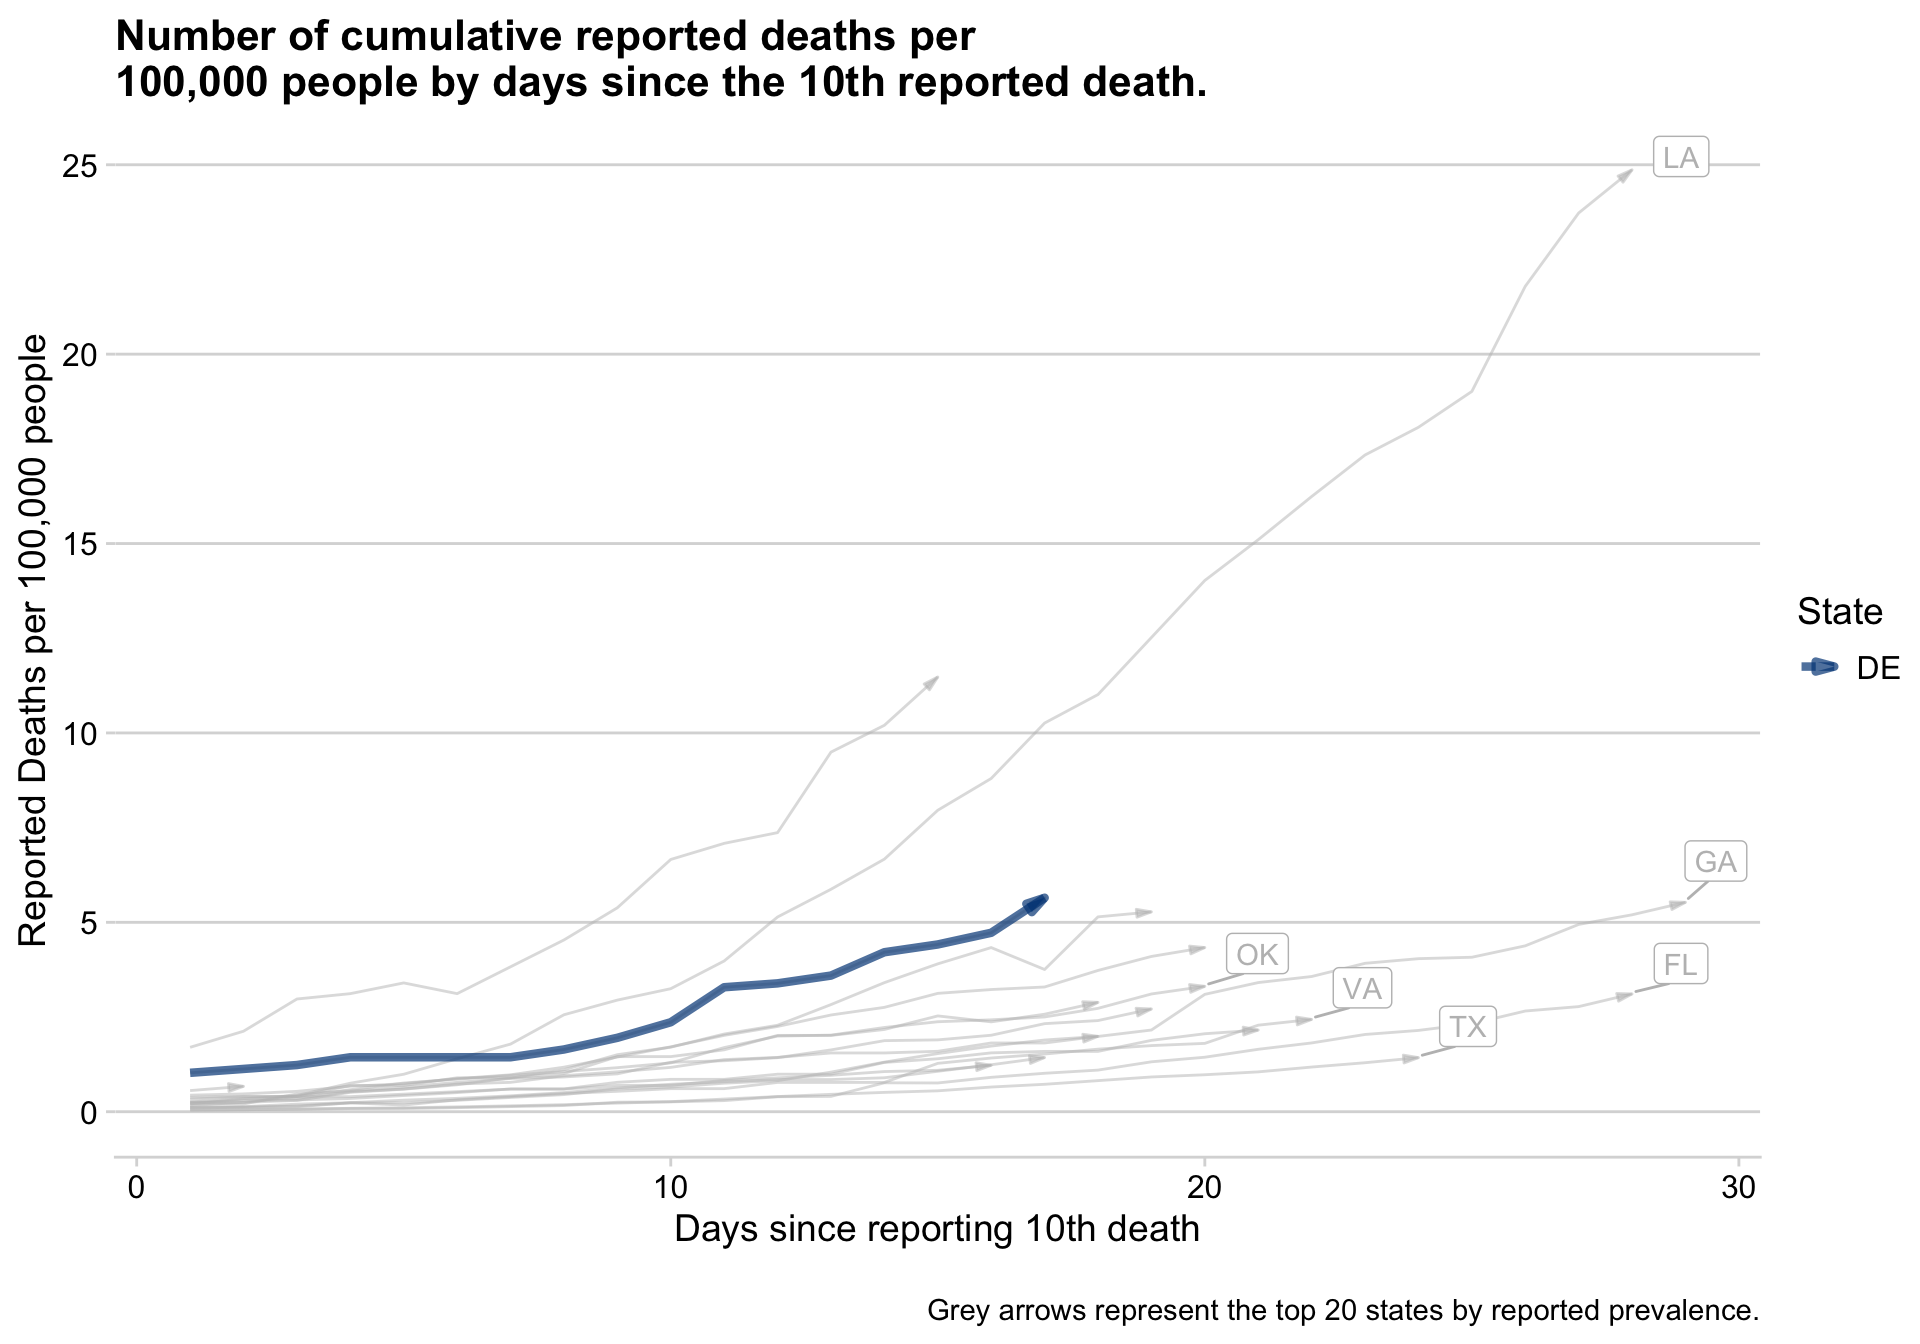 Number of cumulative reported deaths per
100,000 people by days since the 10th reported death.
Reported Deaths per 100,000 people
25
20
15
10
5
0
LA
GA
FL
OK
VA
TX
State
DE
0
10
20
30
Days since reporting 10th death
Grey arrows represent the top 20 states by reported prevalence.